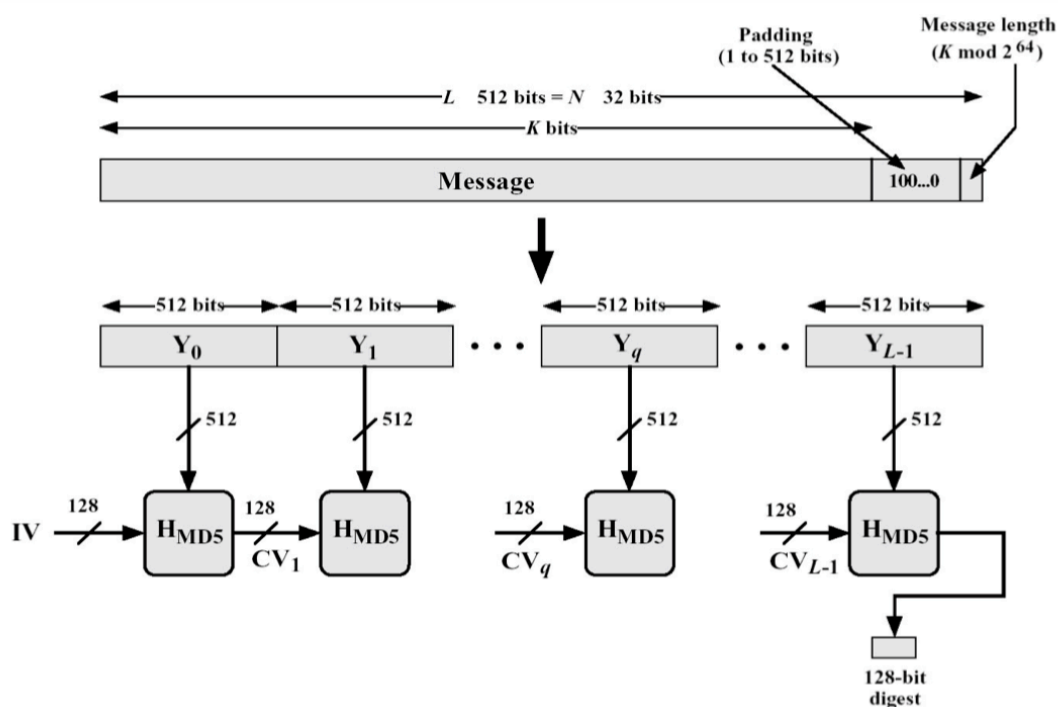 Padding
(1 to 512 bits)
Message length
(K mod 2^64)
L 512 bits = N 32 bits
K bits
Message
100...0
512 bits
512 bits
512 bits
512 bits
Y0
Y1
• • •
Yq
• • •
YL-1
512
512
512
512
IV
128
HMD5
128
CV1
HMD5
128
CVq
HMD5
128
CVL-1
HMD5
128-bit
digest